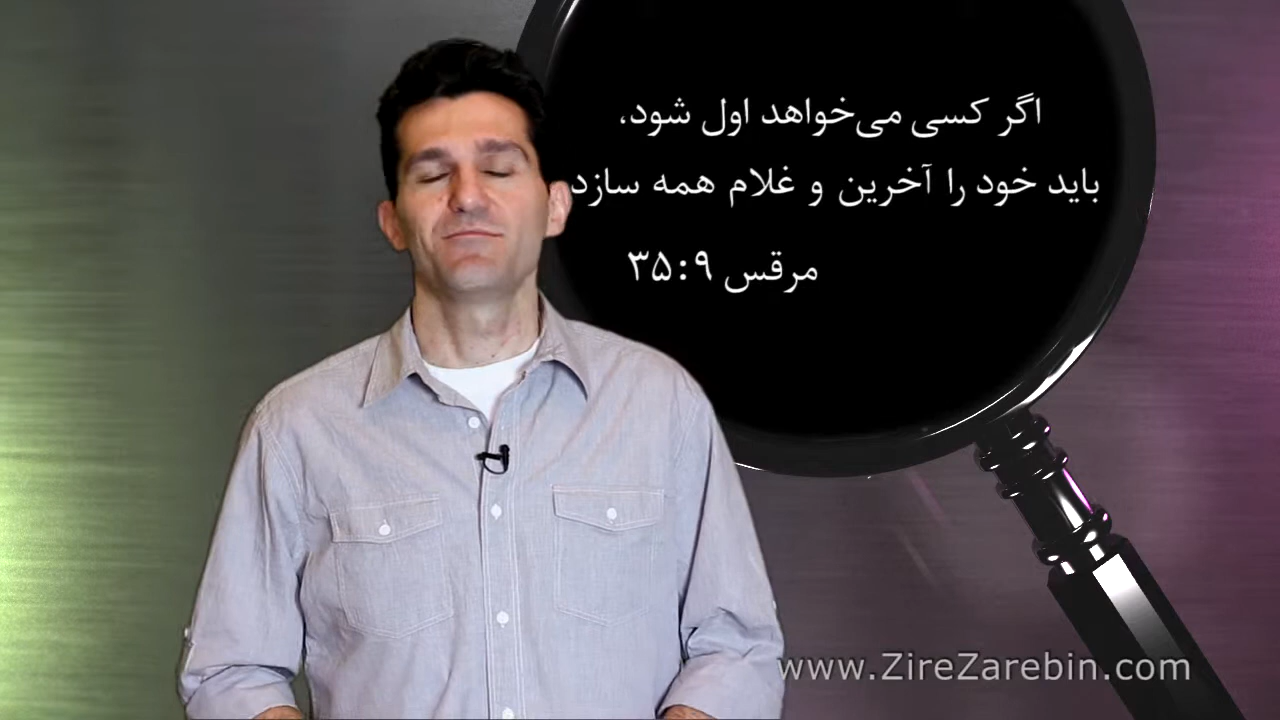 اگر کسی می‌خواهد اول شود،
باید خود را آخرین و غلام همه سازد
مرقس ۹:‏۳۵
www.ZireZarebin.com